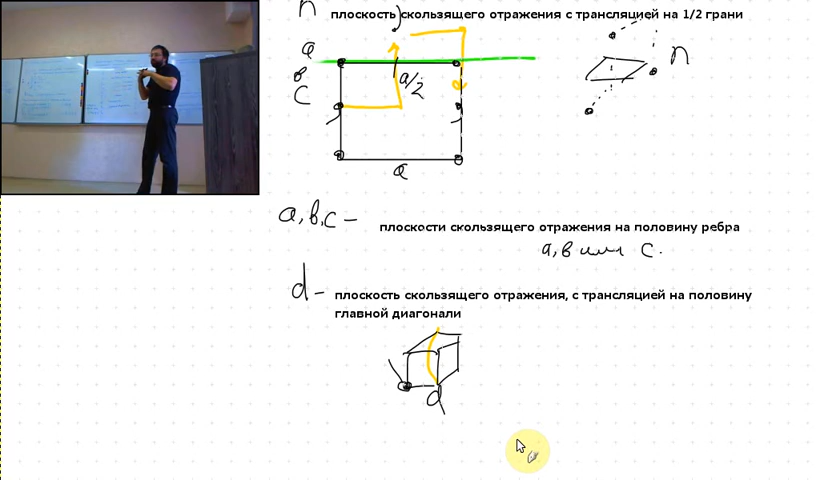 n плоскость скользящего отражения с трансляцией на 1/2 грани
a
n
в
c
a/2
a
a, в, c – плоскости скользящего отражения на половину ребра
a, в или c.
d – плоскость скользящего отражения, с трансляцией на половину
главной диагонали
d